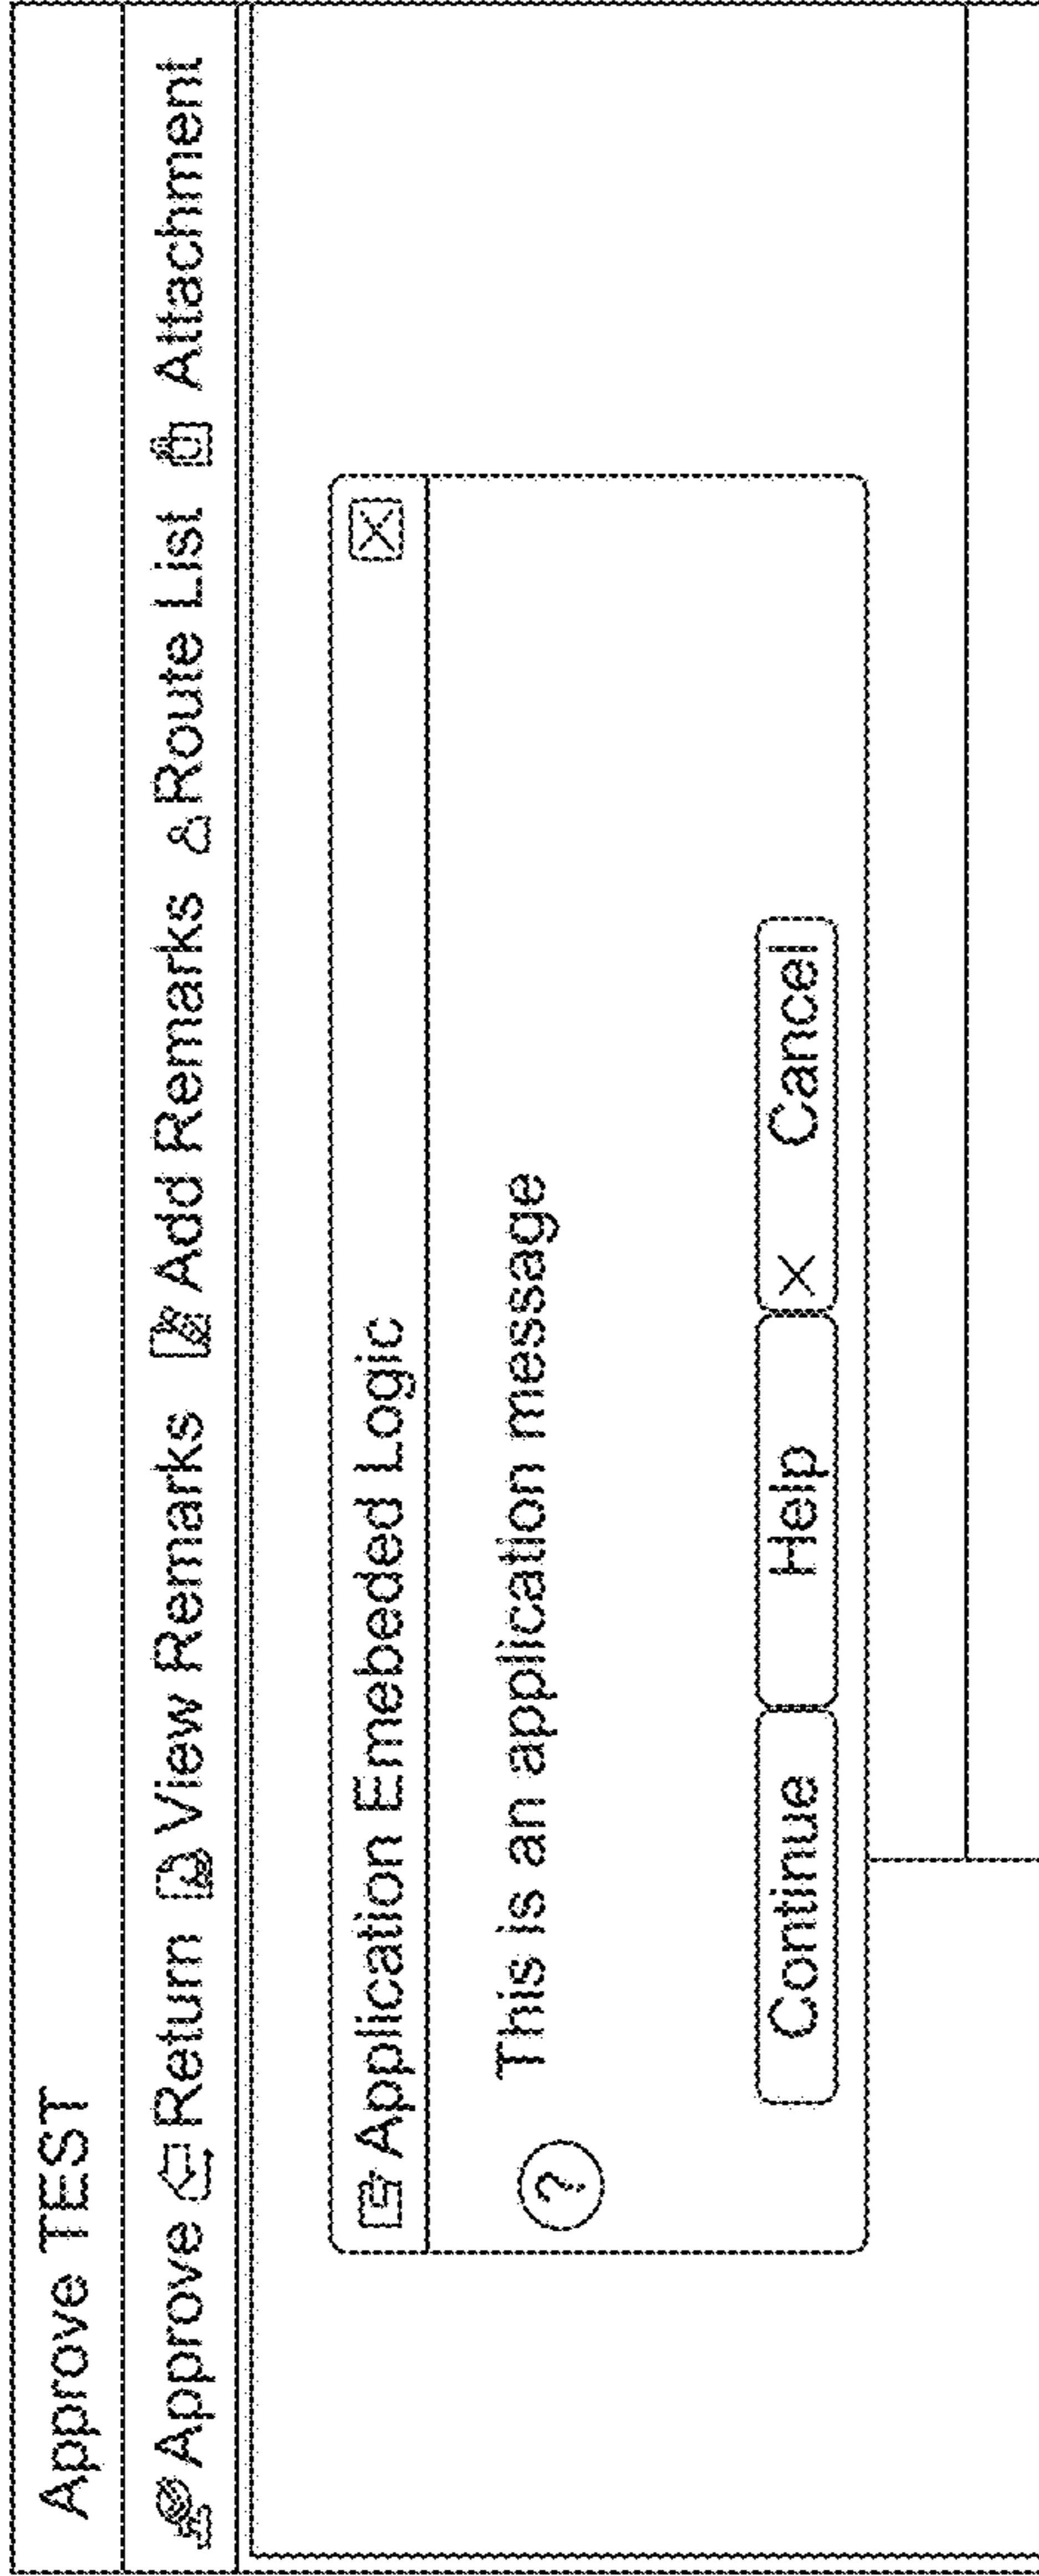 Approve TEST
Approve Return View Remarks Add Remarks Route List Attachment
Application Emebeded Logic
? This is an application message
Continue Help X Cancel